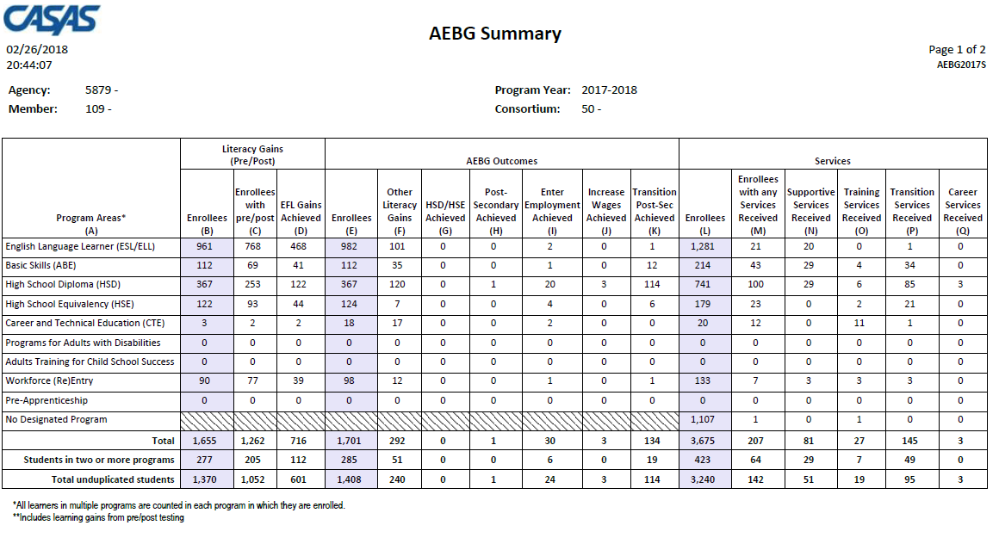 CASAS
AEBG Summary
02/26/2018
20:44:07
Page 1 of 2
AEBG2017S
Agency: 5879 -
Program Year: 2017-2018
Member: 109 -
Consortium: 50 -
Literacy Gains
(Pre/Post)
AEBG Outcomes
Services
Program Areas*
(A)
Enrollees
(B)
Enrollees
with
pre/post
(C)
EFL Gains
Achieved
(D)
Enrollees
(E)
Other
Literacy
Gains
(F)
HSD/HSE
Achieved
(G)
Post-
Secondary
Achieved
(H)
Enter
Employment
Achieved
(I)
Increase
Wages
Achieved
(J)
Transition
Post-Sec
Achieved
(K)
Enrollees
(L)
Enrollees
with any
Services
Received
(M)
Supportive
Services
Received
(N)
Training
Services
Received
(O)
Transition
Services
Received
(P)
Career
Services
Received
(Q)
English Language Learner (ESL/ELL) 961 768 468 982 101 0 0 2 0 1 1,281 21 20 0 1 0
Basic Skills (ABE) 112 69 41 112 35 0 0 1 0 12 214 43 29 4 34 0
High School Diploma (HSD) 367 253 122 367 120 0 1 20 3 114 741 100 29 6 85 3
High School Equivalency (HSE) 122 93 44 124 7 0 0 4 0 6 179 23 0 2 21 0
Career and Technical Education (CTE) 3 2 2 18 17 0 0 2 0 0 20 12 0 11 1 0
Programs for Adults with Disabilities 0 0 0 0 0 0 0 0 0 0 0 0 0 0 0 0
Adults Training for Child School Success 0 0 0 0 0 0 0 0 0 0 0 0 0 0 0 0
Workforce (Re)Entry 90 77 39 98 12 0 0 1 0 1 133 7 3 3 3 0
Pre-Apprenticeship 0 0 0 0 0 0 0 0 0 0 0 0 0 0 0 0
No Designated Program 1,107 1 0 1 0 0
Total 1,655 1,262 716 1,701 292 0 1 30 3 134 3,675 207 81 27 145 3
Students in two or more programs 277 205 112 285 51 0 0 6 0 19 423 64 29 7 49 0
Total unduplicated students 1,370 1,052 601 1,408 240 0 1 24 3 114 3,240 142 51 19 95 3
*All learners in multiple programs are counted in each program in which they are enrolled.
**Includes learning gains from pre/post testing